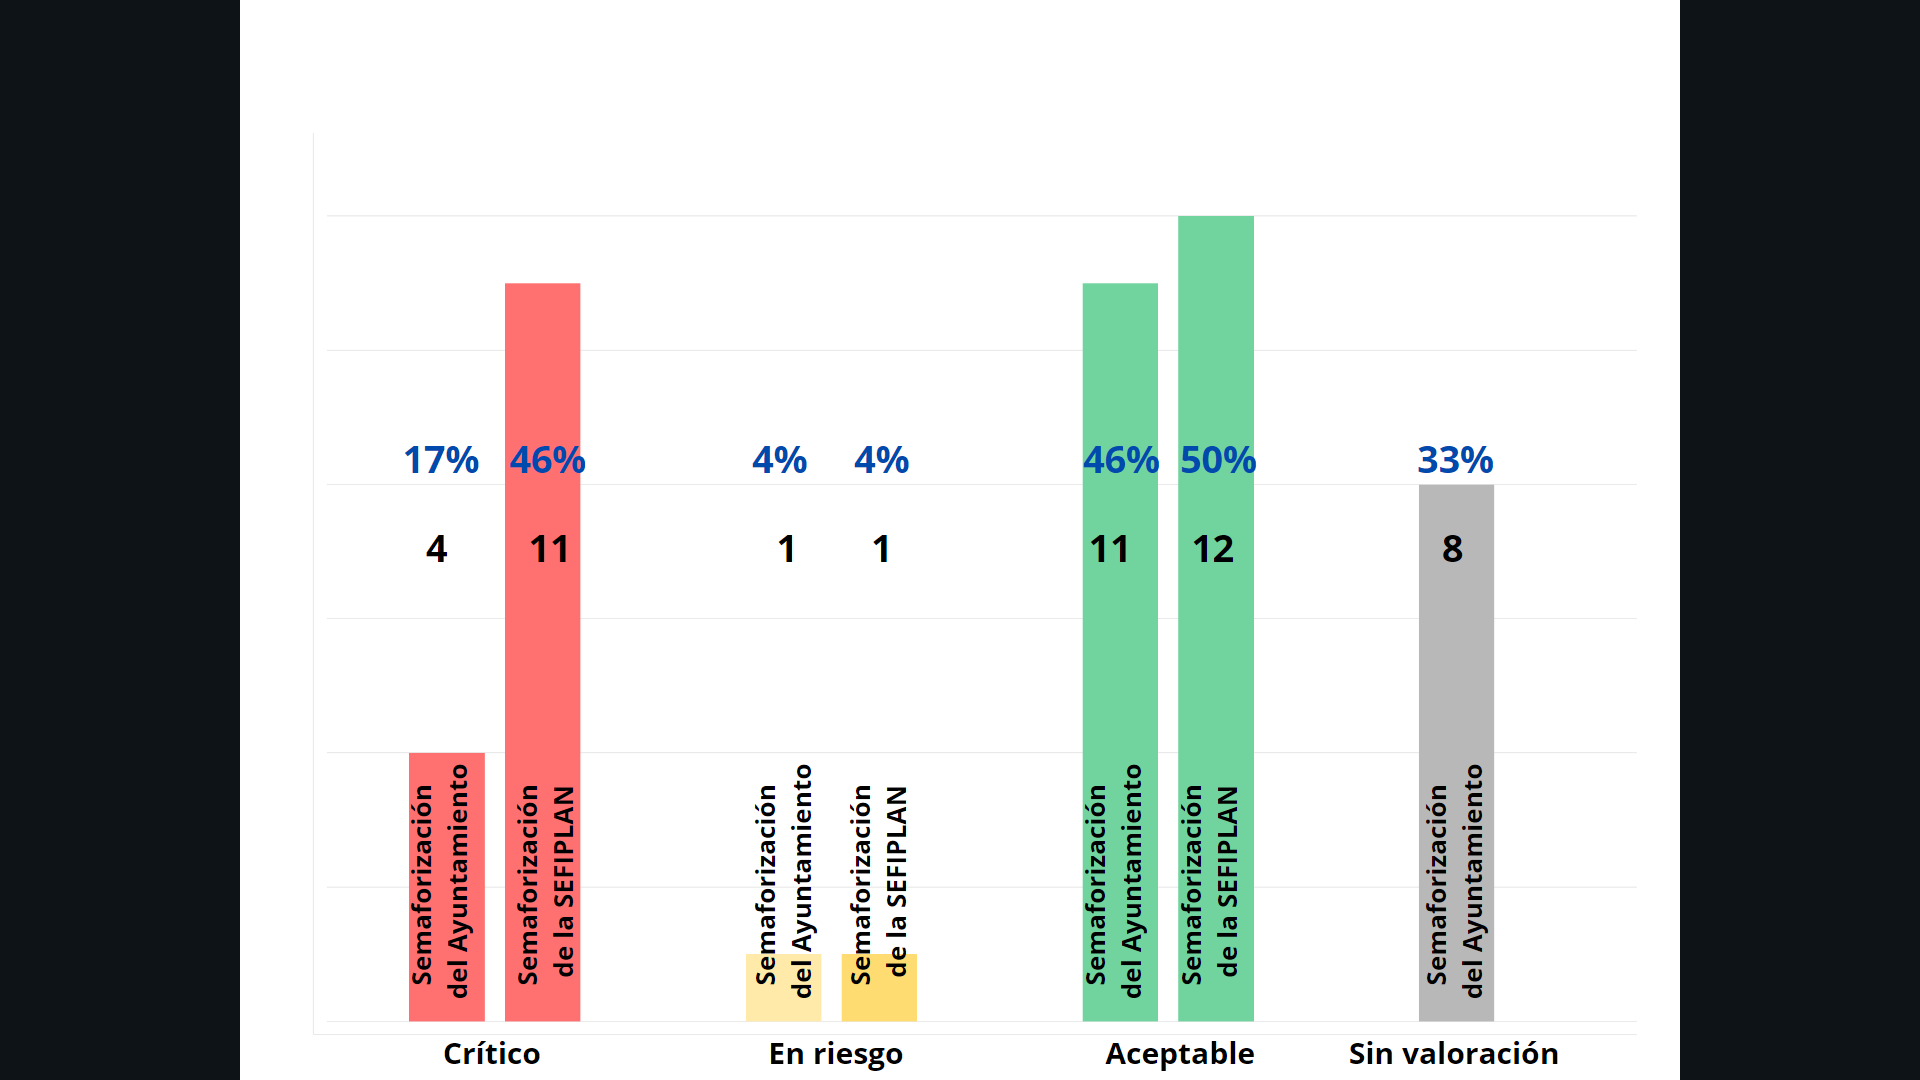 17% 46% 4% 4% 46% 50% 33%
4 11 1 1 11 12 8
Semaforización
del Ayuntamiento
Semaforización
de la SEFIPLAN
Semaforización
del Ayuntamiento
Semaforización
de la SEFIPLAN
Semaforización
del Ayuntamiento
Semaforización
de la SEFIPLAN
Semaforización
del Ayuntamiento
Crítico En riesgo Aceptable Sin valoración